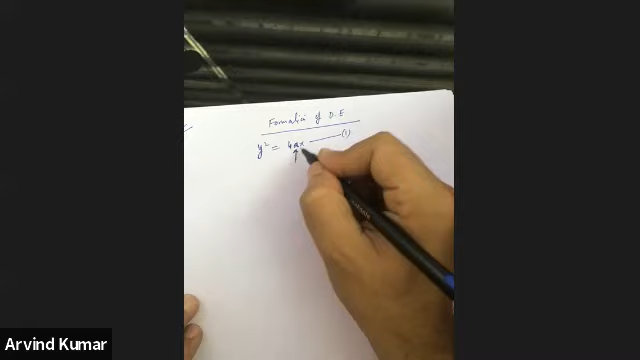 Formation of D.E
y² = 4ax —— (1)
Arvind Kumar